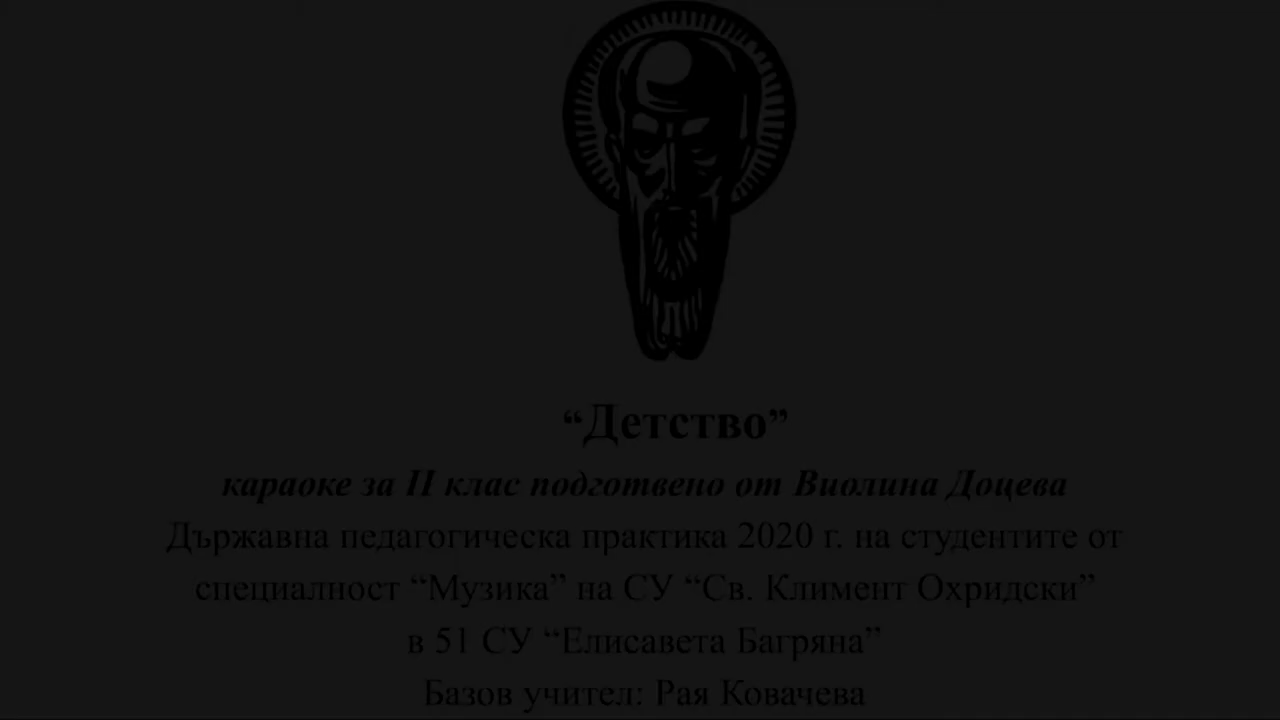 “Детство”
караоке за II клас подготвено от Виолина Доцева
Държавна педагогическа практика 2020 г. на студентите от
специалност “Музика” на СУ “Св. Климент Охридски”
в 51 СУ “Елисавета Багряна”
Базов учител: Рая Ковачева